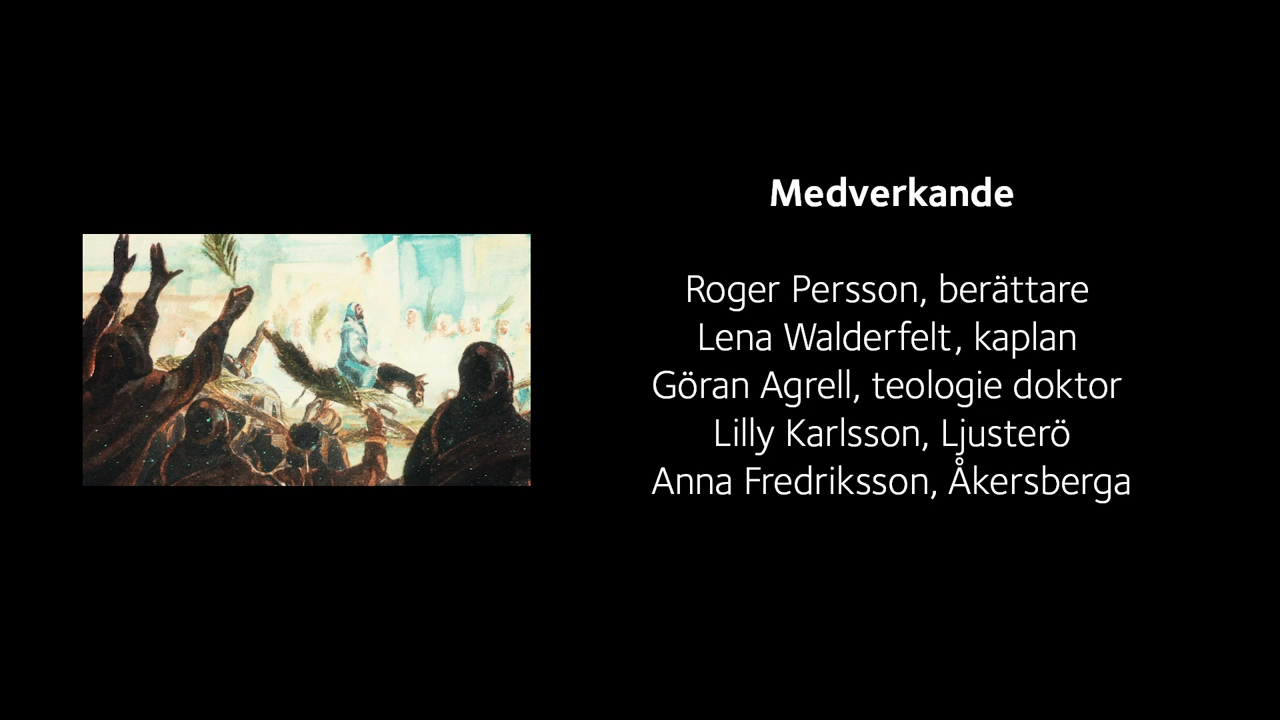 Medverkande
Roger Persson, berättare
Lena Walderfelt, kaplan
Göran Agrell, teologie doktor
Lilly Karlsson, Ljusterö
Anna Fredriksson, Åkersberga